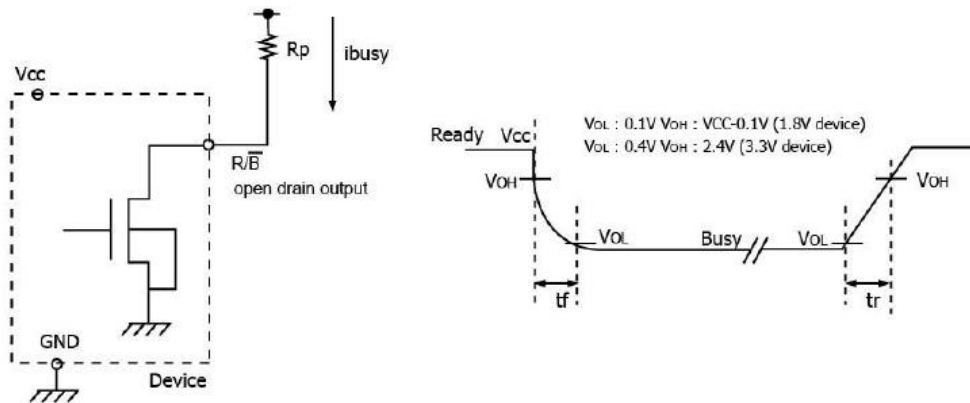 Rp
ibusy
Vcc
R/B̅
open drain output
GND
Device
VOL : 0.1V VOH : VCC-0.1V (1.8V device)
VOL : 0.4V VOH : 2.4V (3.3V device)
Ready Vcc
VOH
VOH
VOL
Busy
VOL
tf
tr